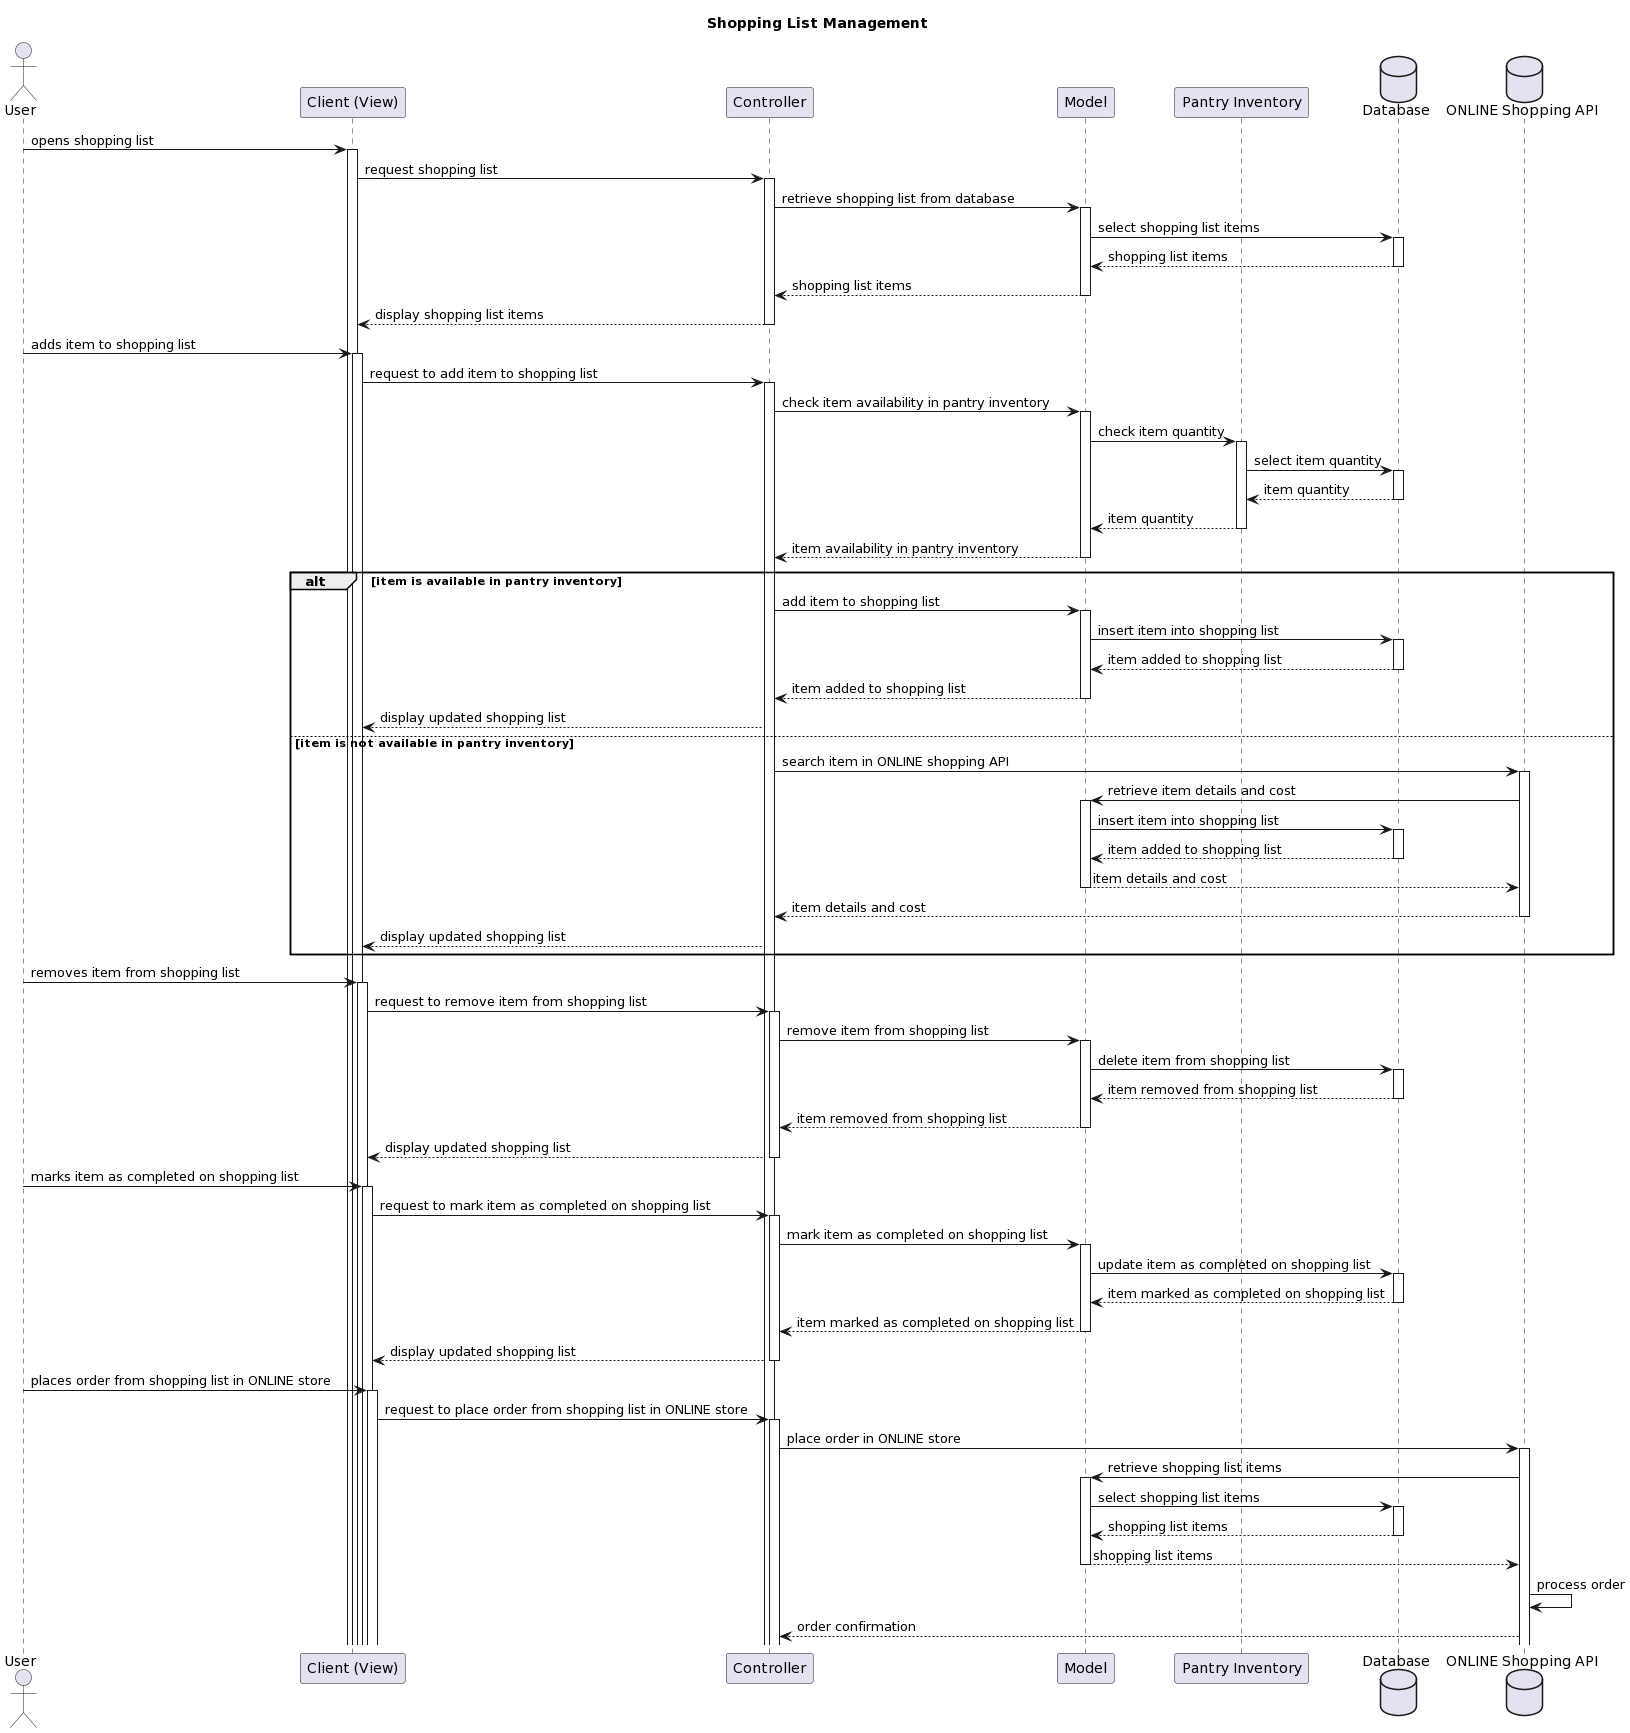 Shopping List Management
User
Client (View)
Controller
Model
Pantry Inventory
Database
ONLINE Shopping API
opens shopping list
request shopping list
retrieve shopping list from database
select shopping list items
shopping list items
shopping list items
display shopping list items
adds item to shopping list
request to add item to shopping list
check item availability in pantry inventory
check item quantity
select item quantity
item quantity
item quantity
item availability in pantry inventory
alt
[item is available in pantry inventory]
add item to shopping list
insert item into shopping list
item added to shopping list
item added to shopping list
display updated shopping list
[item is not available in pantry inventory]
search item in ONLINE shopping API
retrieve item details and cost
insert item into shopping list
item added to shopping list
item details and cost
item details and cost
display updated shopping list
removes item from shopping list
request to remove item from shopping list
remove item from shopping list
delete item from shopping list
item removed from shopping list
item removed from shopping list
display updated shopping list
marks item as completed on shopping list
request to mark item as completed on shopping list
mark item as completed on shopping list
update item as completed on shopping list
item marked as completed on shopping list
item marked as completed on shopping list
display updated shopping list
places order from shopping list in ONLINE store
request to place order from shopping list in ONLINE store
place order in ONLINE store
retrieve shopping list items
select shopping list items
shopping list items
shopping list items
process order
order confirmation
User
Client (View)
Controller
Model
Pantry Inventory
Database
ONLINE Shopping API